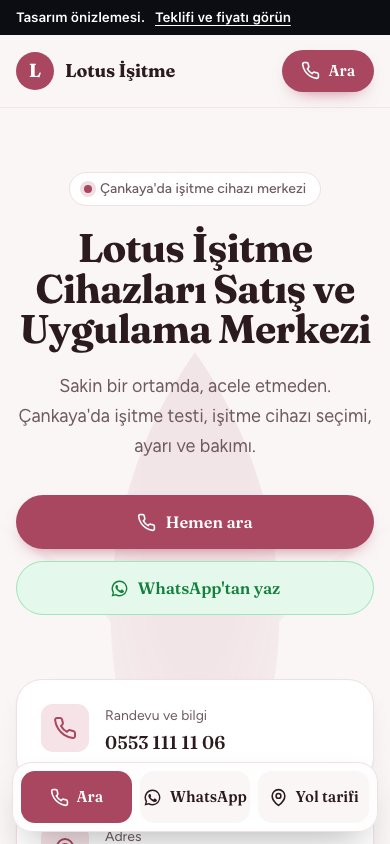 Tasarım önizlemesi. Teklifi ve fiyatı görün
L Lotus İşitme
Ara
Çankaya'da işitme cihazı merkezi
Lotus İşitme
Cihazları Satış ve
Uygulama Merkezi
Sakin bir ortamda, acele etmeden.
Çankaya'da işitme testi, işitme cihazı seçimi,
ayarı ve bakımı.
Hemen ara
WhatsApp'tan yaz
Randevu ve bilgi
0553 111 11 06
Ara
WhatsApp
Yol tarifi
Adres